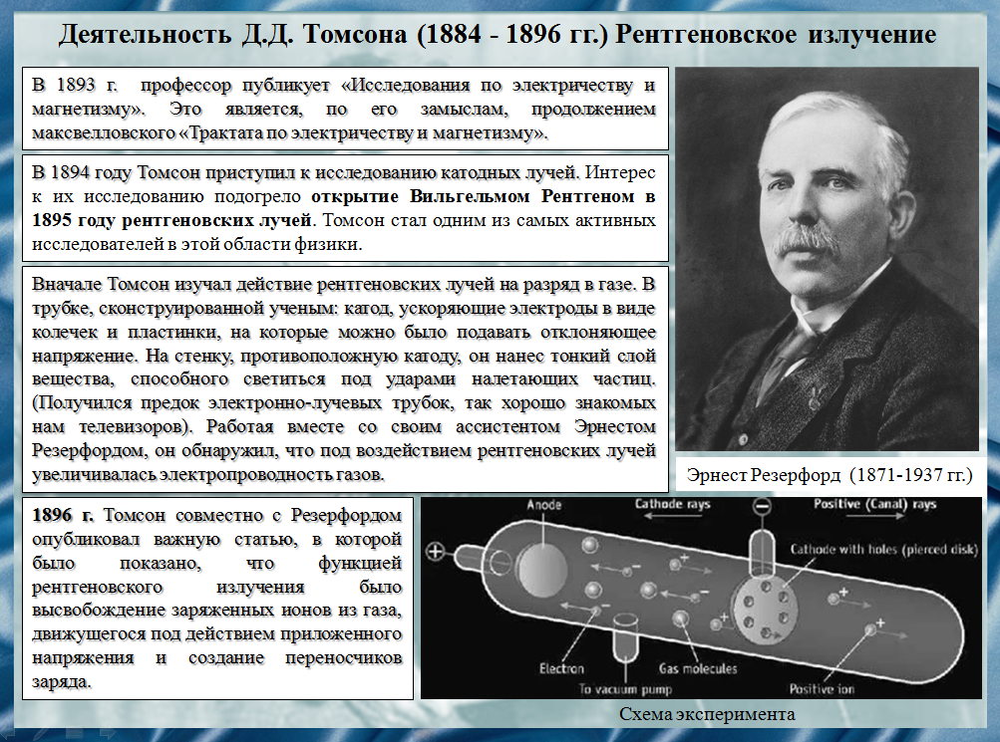 Деятельность Д.Д. Томсона (1884 - 1896 гг.) Рентгеновское излучение
В 1893 г. профессор публикует «Исследования по электричеству и
магнетизму». Это является, по его замыслам, продолжением
максвелловского «Трактата по электричеству и магнетизму».
В 1894 году Томсон приступил к исследованию катодных лучей. Интерес
к их исследованию подогрело открытие Вильгельмом Рентгеном в
1895 году рентгеновских лучей. Томсон стал одним из самых активных
исследователей в этой области физики.
Вначале Томсон изучал действие рентгеновских лучей на разряд в газе. В
трубке, сконструированной ученым: катод, ускоряющие электроды в виде
колечек и пластинки, на которые можно было подавать отклоняющее
напряжение. На стенку, противоположную катоду, он нанес тонкий слой
вещества, способного светиться под ударами налетающих частиц.
(Получился предок электронно-лучевых трубок, так хорошо знакомых
нам телевизоров). Работая вместе со своим ассистентом Эрнестом
Резерфордом, он обнаружил, что под воздействием рентгеновских лучей
увеличивалась электропроводность газов.
Эрнест Резерфорд (1871-1937 гг.)
1896 г. Томсон совместно с Резерфордом
опубликовал важную статью, в которой
было показано, что функцией
рентгеновского излучения было
высвобождение заряженных ионов из газа,
движущегося под действием приложенного
напряжения и создание переносчиков
заряда.
Anode
Cathode rays
Positive (Canal) rays
Cathode with holes (pierced disk)
Electron
Gas molecules
To vacuum pump
Positive ion
Схема эксперимента